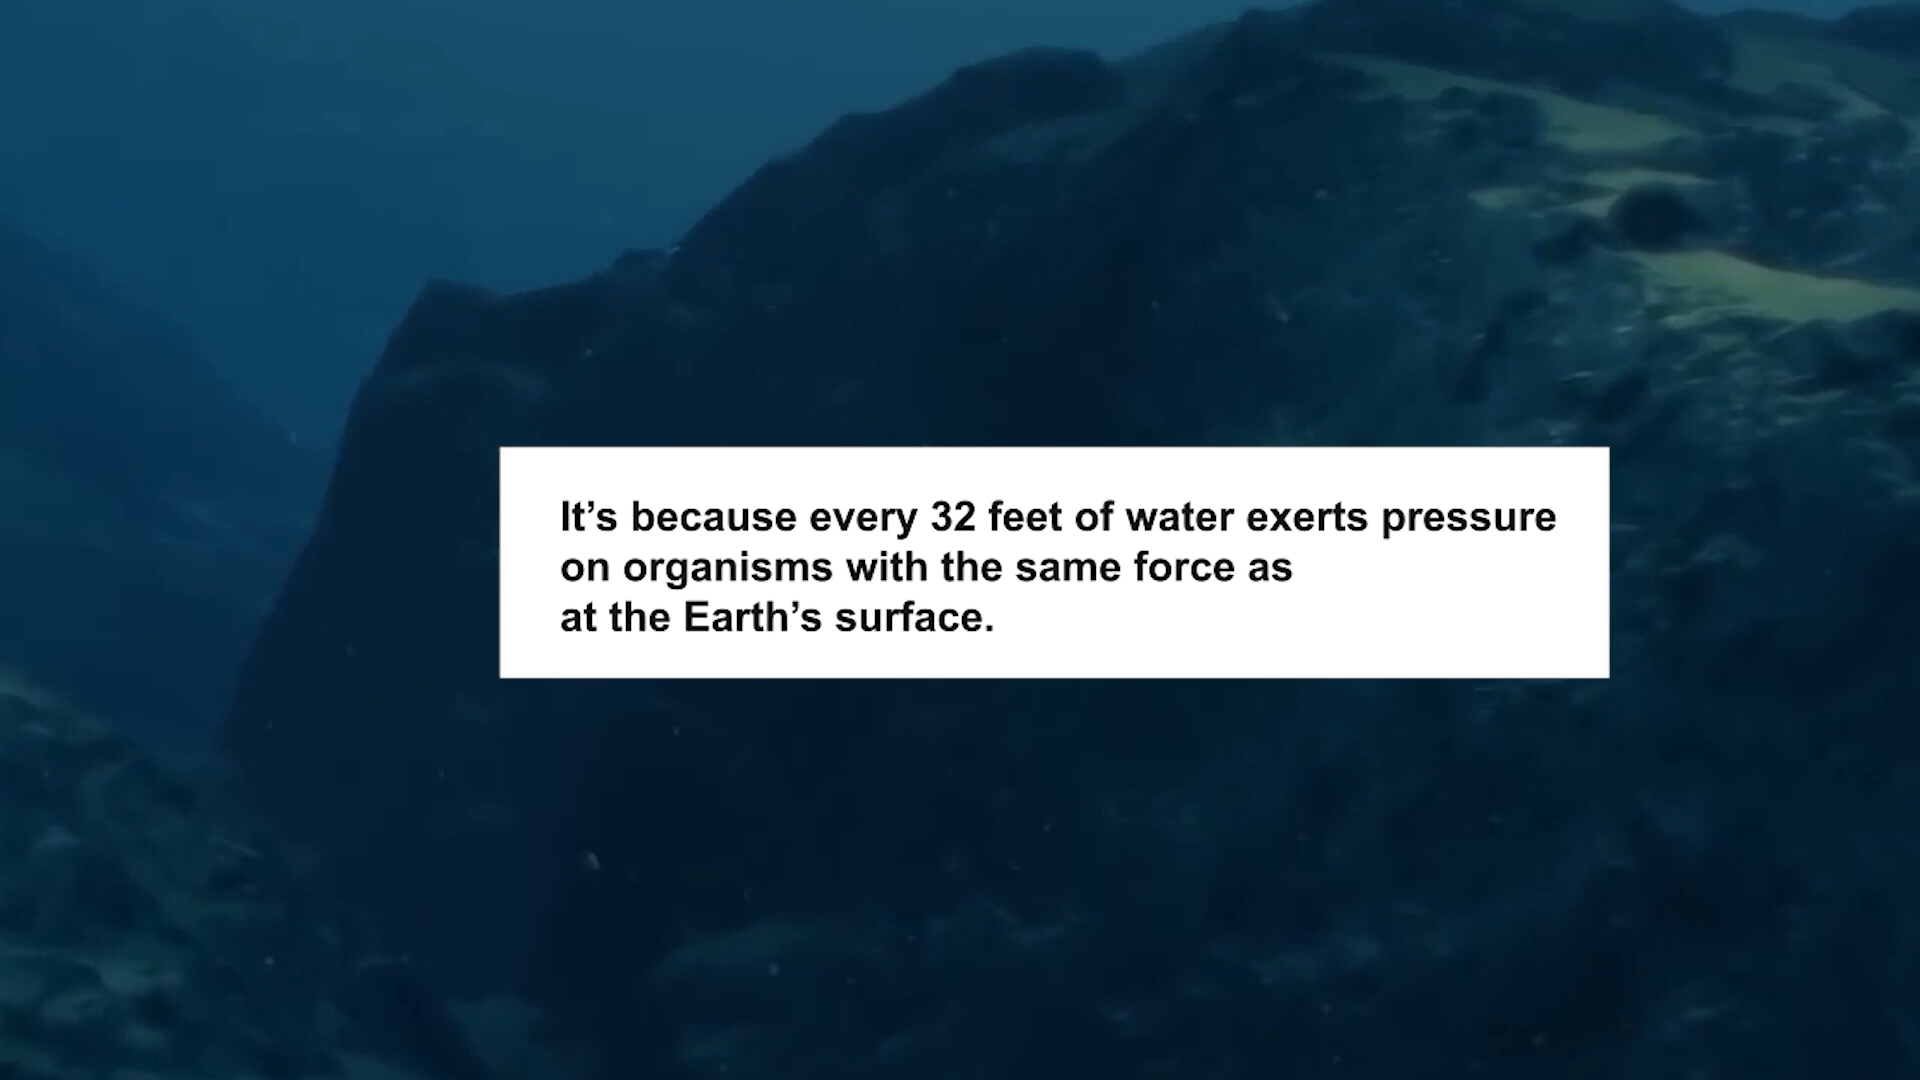 It’s because every 32 feet of water exerts pressure
on organisms with the same force as
at the Earth’s surface.